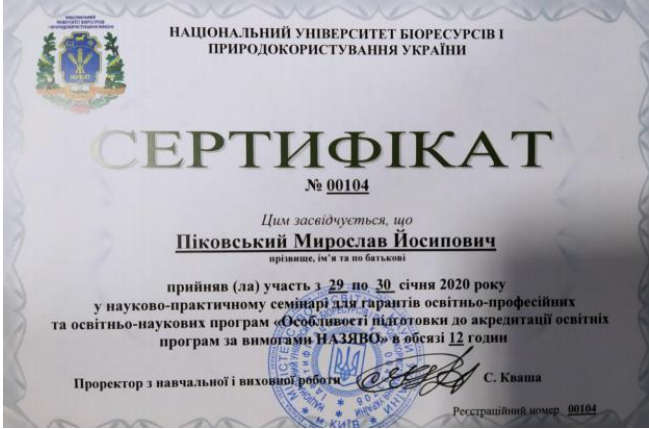 НАЦІОНАЛЬНИЙ УНІВЕРСИТЕТ БІОРЕСУРСІВ І
ПРИРОДОКОРИСТУВАННЯ УКРАЇНИ
СЕРТИФІКАТ
№ 00104
Цим засвідчується, що
Піковський Мирослав Йосипович
прізвище, ім’я та по батькові
прийняв (ла) участь з 29 по 30 січня 2020 року
у науково-практичному семінарі для гарантів освітньо-професійних
та освітньо-наукових програм «Особливості підготовки до акредитації освітніх
програм за вимогами НАЗЯВО» в обсязі 12 годин
Проректор з навчальної і виховної роботи С. Кваша
Реєстраційний номер 00104